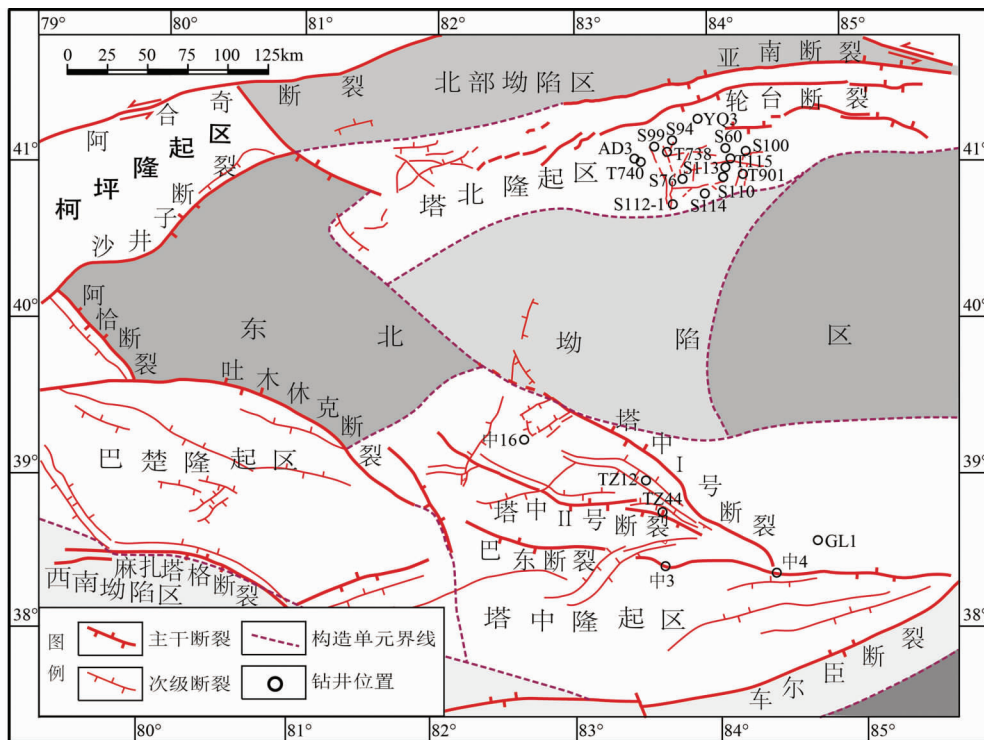 79° 80° 81° 82° 83° 84° 85°
0 25 50 75 100 125km
亚南断裂
北部坳陷区
阿合奇断裂
轮台断裂
柯坪隆起区
YQ3
S94
S99
S60
S100
AD3
T738
T115
T740
S113
T901
S76
S110
S112-1
S114
塔北隆起区
41°
41°
沙井子断裂
40°
40°
阿恰断裂
东北坳陷区
吐木休克断裂
塔中I号断裂
中16
39°
39°
巴楚隆起区
TZ12
TZ44
塔中II号断裂
GL1
巴东断裂
中3
中4
麻扎塔格断裂
西南坳陷区
38°
38°
塔中隆起区
车尔臣断裂
图例
主干断裂
构造单元界线
次级断裂
钻井位置
80° 81° 82° 83° 84° 85°